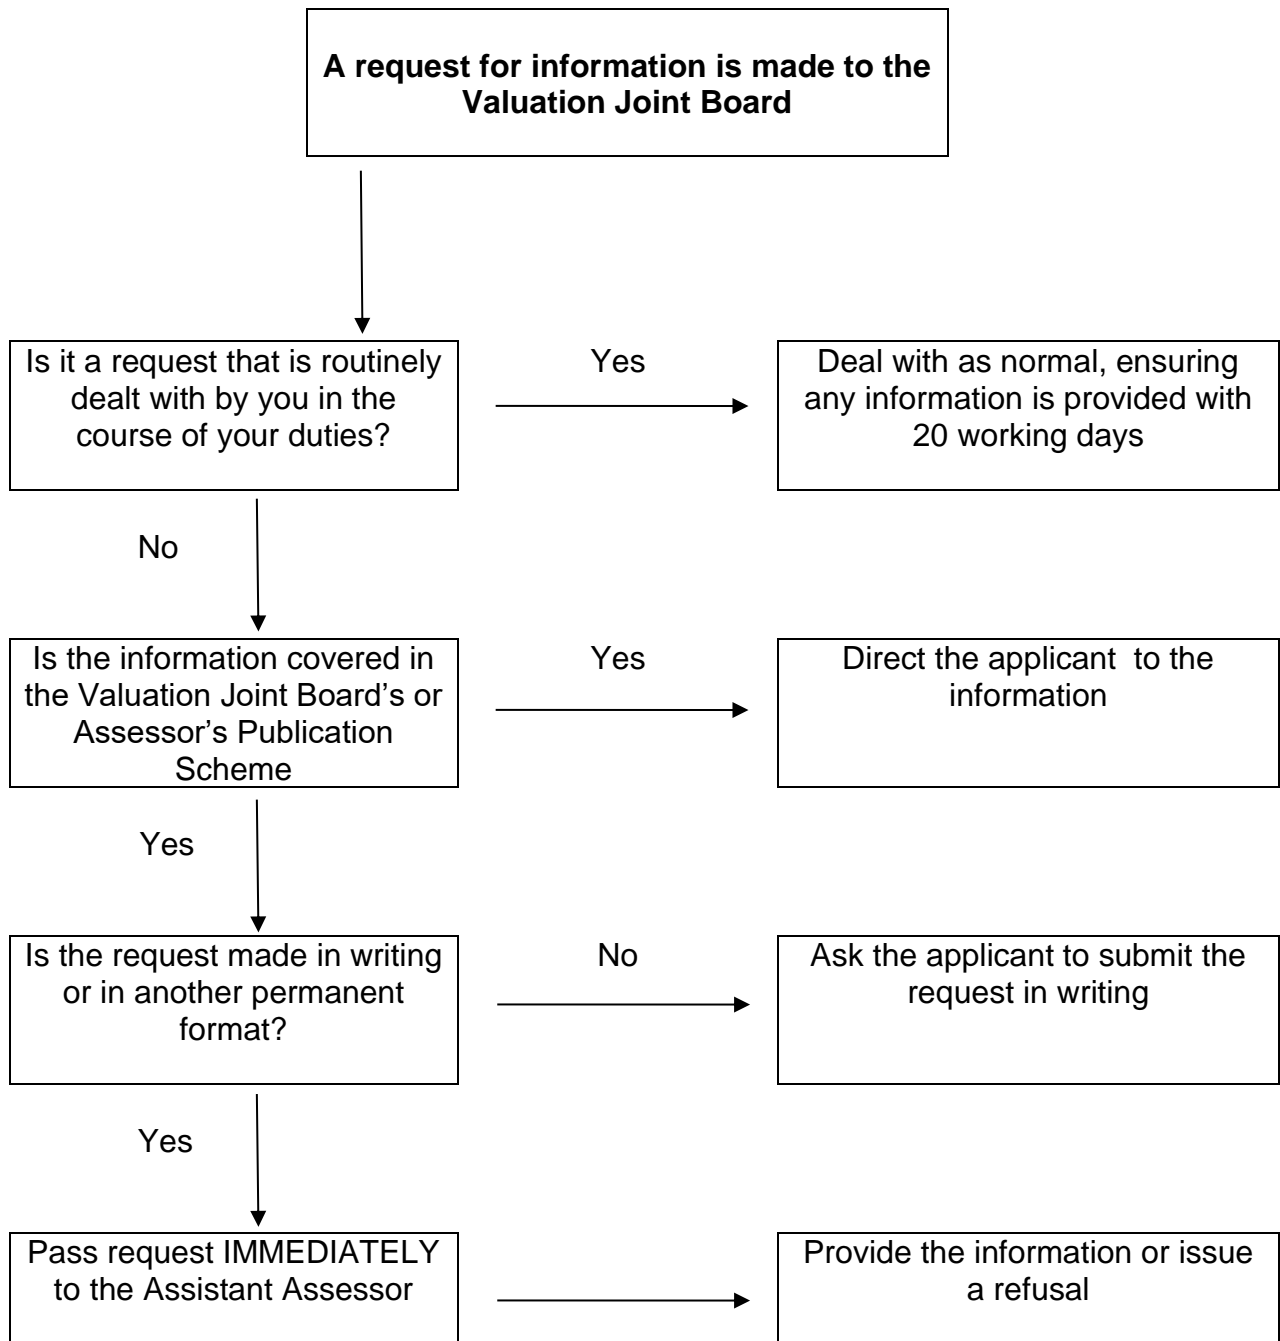 A request for information is made to the
Valuation Joint Board
Is it a request that is routinely
dealt with by you in the
course of your duties?
Yes
Deal with as normal, ensuring
any information is provided with
20 working days
No
Is the information covered in
the Valuation Joint Board’s or
Assessor’s Publication
Scheme
Yes
Direct the applicant  to the
information
Yes
Is the request made in writing
or in another permanent
format?
No
Ask the applicant to submit the
request in writing
Yes
Pass request IMMEDIATELY
to the Assistant Assessor
Provide the information or issue
a refusal